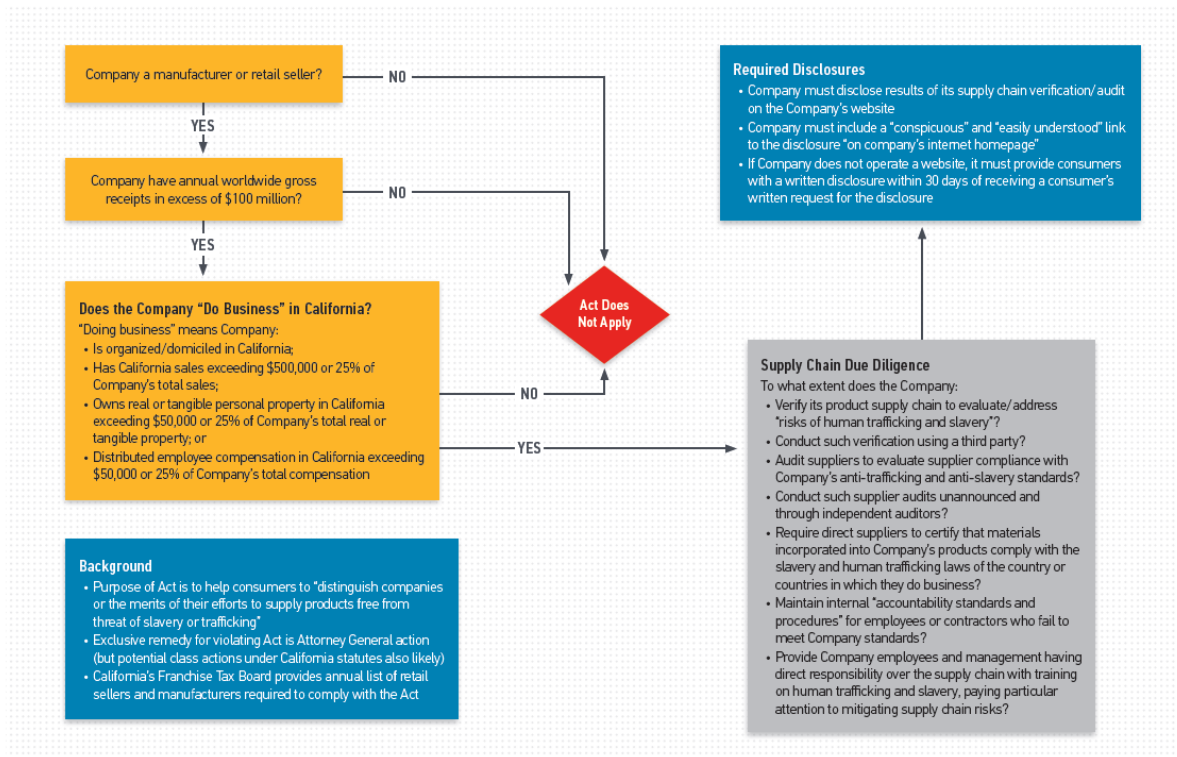 Company a manufacturer or retail seller?
NO
YES
Company have annual worldwide gross
receipts in excess of $100 million?
NO
YES
Does the Company “Do Business” in California?
“Doing business” means Company:
• Is organized/domiciled in California;
• Has California sales exceeding $500,000 or 25% of
Company’s total sales;
• Owns real or tangible personal property in California
exceeding $50,000 or 25% of Company’s total real or
tangible property; or
• Distributed employee compensation in California exceeding
$50,000 or 25% of Company’s total compensation
NO
YES
Act Does
Not Apply
Background
• Purpose of Act is to help consumers to “distinguish companies
or the merits of their efforts to supply products free from
threat of slavery or trafficking”
• Exclusive remedy for violating Act is Attorney General action
(but potential class actions under California statutes also likely)
• California’s Franchise Tax Board provides annual list of retail
sellers and manufacturers required to comply with the Act
Required Disclosures
• Company must disclose results of its supply chain verification/audit
on the Company’s website
• Company must include a “conspicuous” and “easily understood” link
to the disclosure “on company’s internet homepage”
• If Company does not operate a website, it must provide consumers
with a written disclosure within 30 days of receiving a consumer’s
written request for the disclosure
Supply Chain Due Diligence
To what extent does the Company:
• Verify its product supply chain to evaluate/address
“risks of human trafficking and slavery”?
• Conduct such verification using a third party?
• Audit suppliers to evaluate supplier compliance with
Company’s anti-trafficking and anti-slavery standards?
• Conduct such supplier audits unannounced and
through independent auditors?
• Require direct suppliers to certify that materials
incorporated into Company’s products comply with the
slavery and human trafficking laws of the country or
countries in which they do business?
• Maintain internal “accountability standards and
procedures” for employees or contractors who fail to
meet Company standards?
• Provide Company employees and management having
direct responsibility over the supply chain with training
on human trafficking and slavery, paying particular
attention to mitigating supply chain risks?